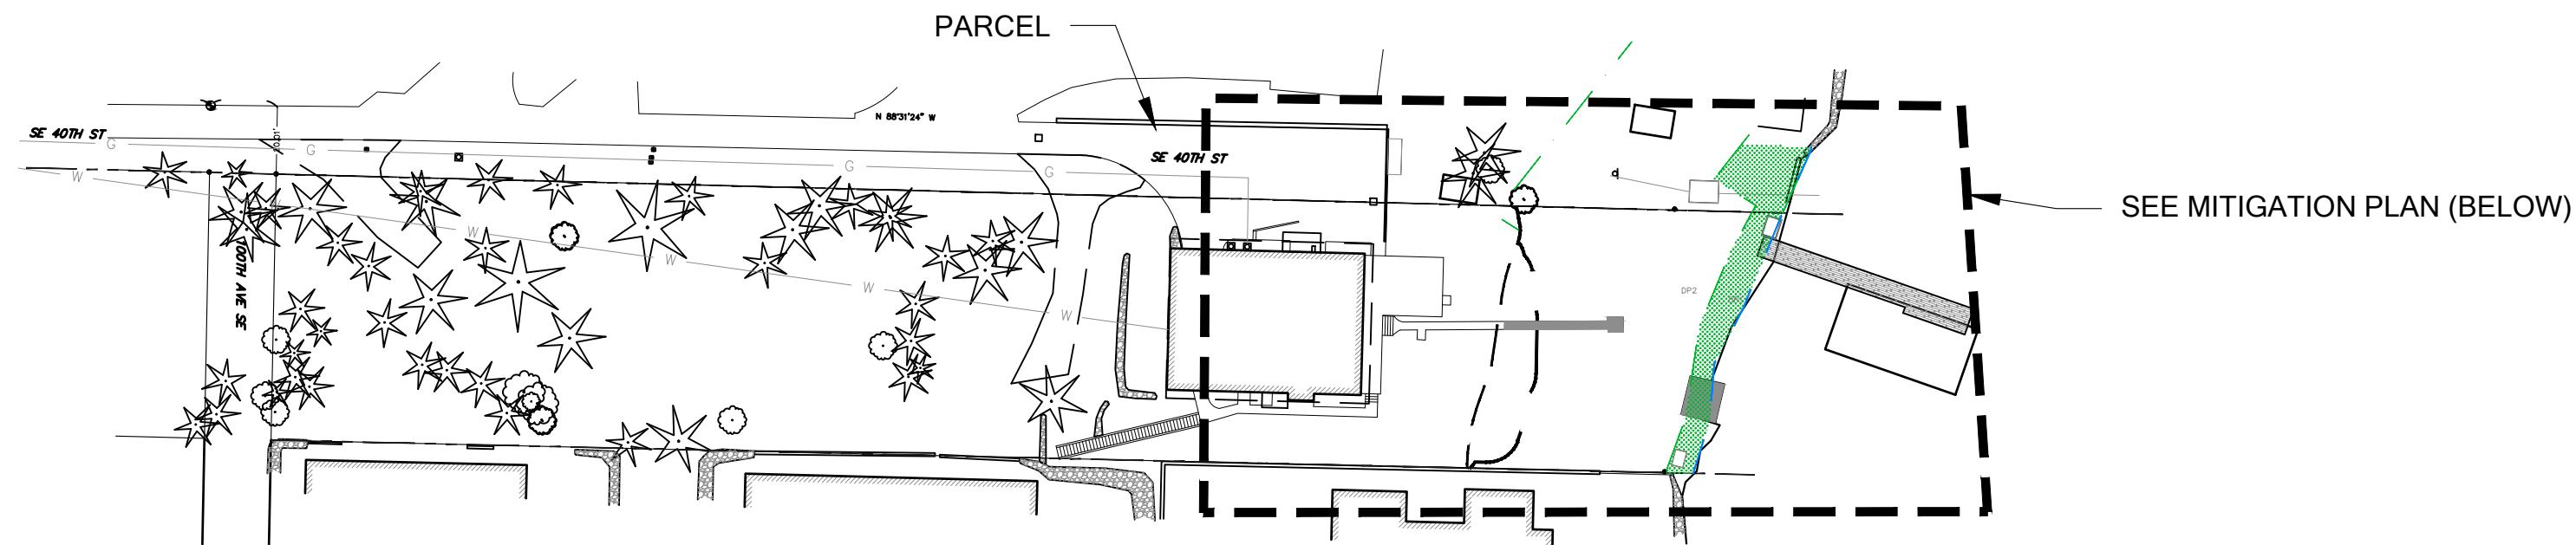 PARCEL
N 88°31'24" W
SE 40TH ST
G
G
G
G
SE 40TH ST
W
W
W
W
W
SEE MITIGATION PLAN (BELOW)
100TH AVE SE
DP2